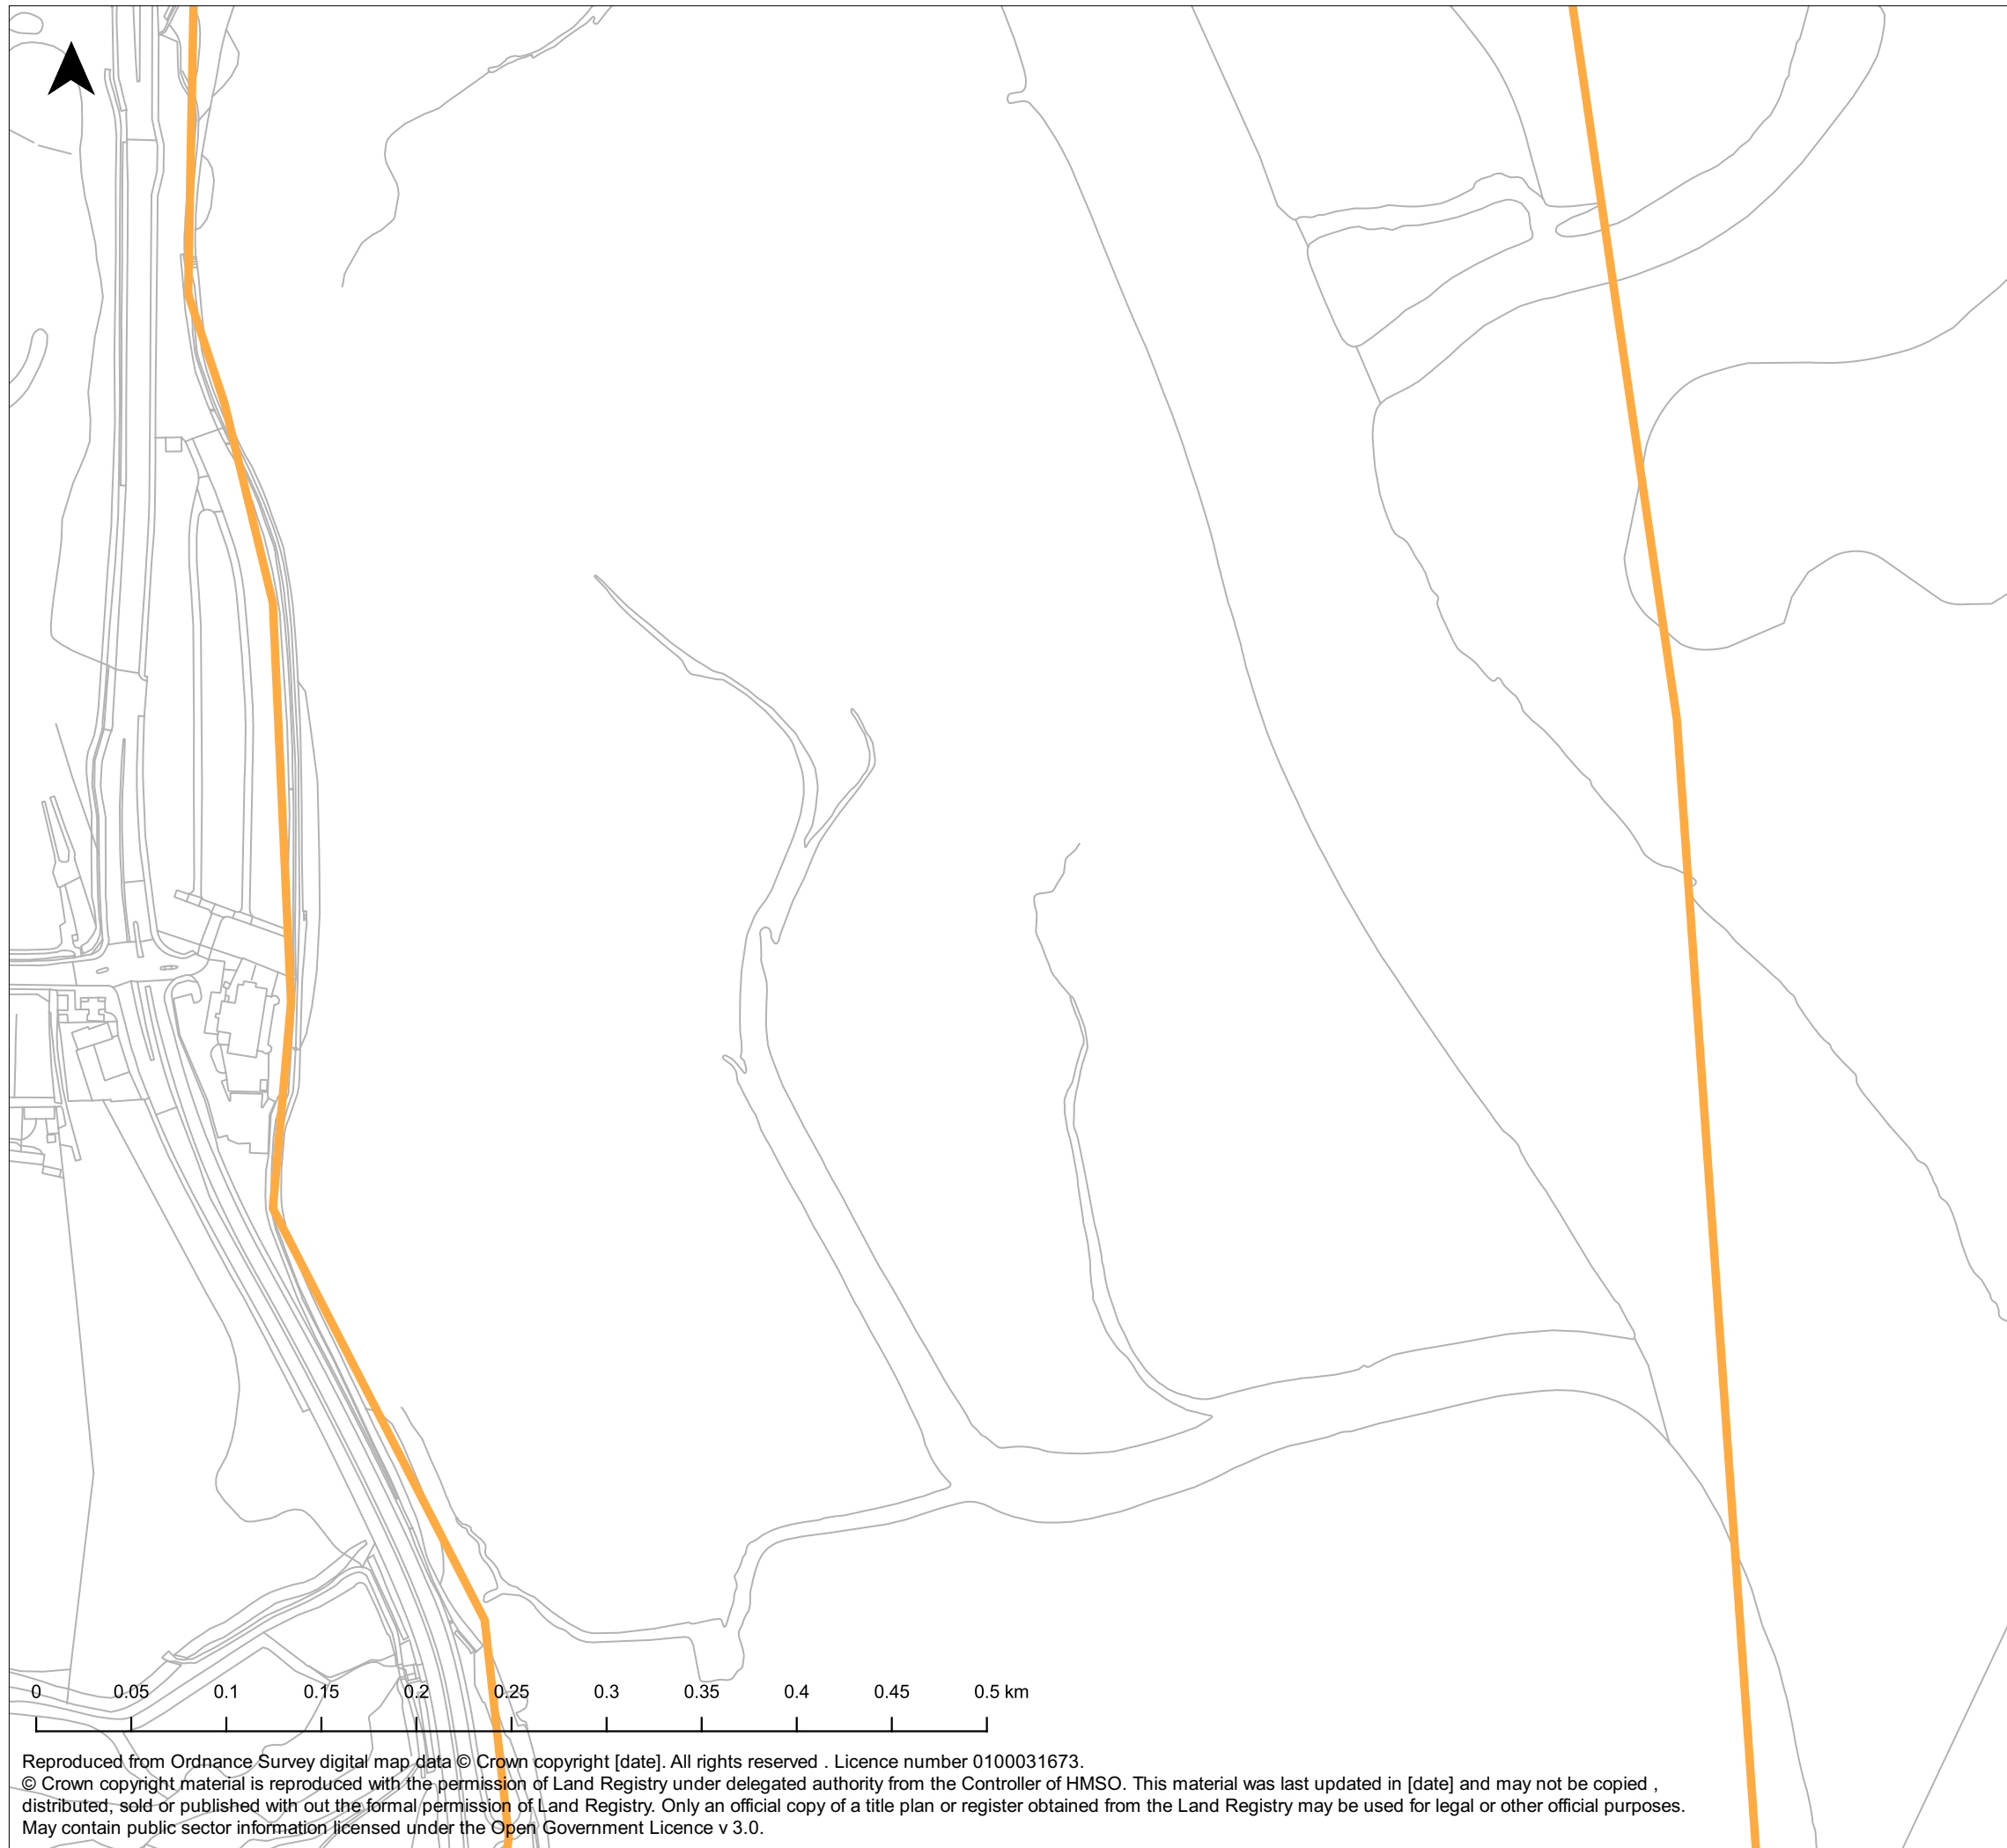 0 0.05 0.1 0.15 0.2 0.25 0.3 0.35 0.4 0.45 0.5 km
Reproduced from Ordnance Survey digital map data © Crown copyright [date]. All rights reserved . Licence number 0100031673.
© Crown copyright material is reproduced with the permission of Land Registry under delegated authority from the Controller of HMSO. This material was last updated in [date] and may not be copied ,
distributed, sold or published with out the formal permission of Land Registry. Only an official copy of a title plan or register obtained from the Land Registry may be used for legal or other official purposes.
May contain public sector information licensed under the Open Government Licence v 3.0.